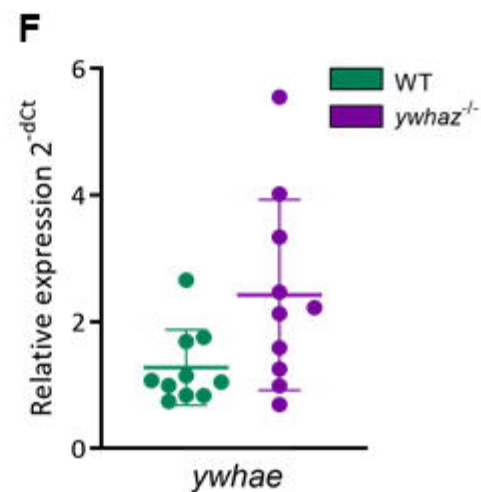 F
Relative expression 2^-dCt
6
4
2
0
WT
ywhaz^-/-
ywhae